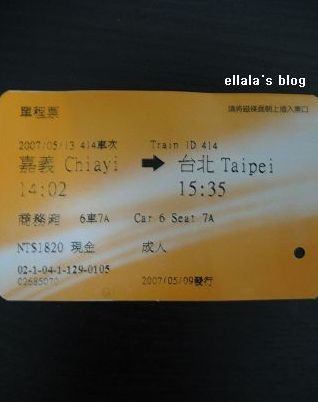 ellala's blog
單程票 請將磁條面朝上插入票口
2007/05/13 414車次 Train ID 414
嘉義 Chiayi → 台北 Taipei
14:02 15:35
商務廂 6車7A Car 6 Seat 7A
NT$1820 現金 成人
02-1-04-1-129-0105
02685070 2007/05/09發行